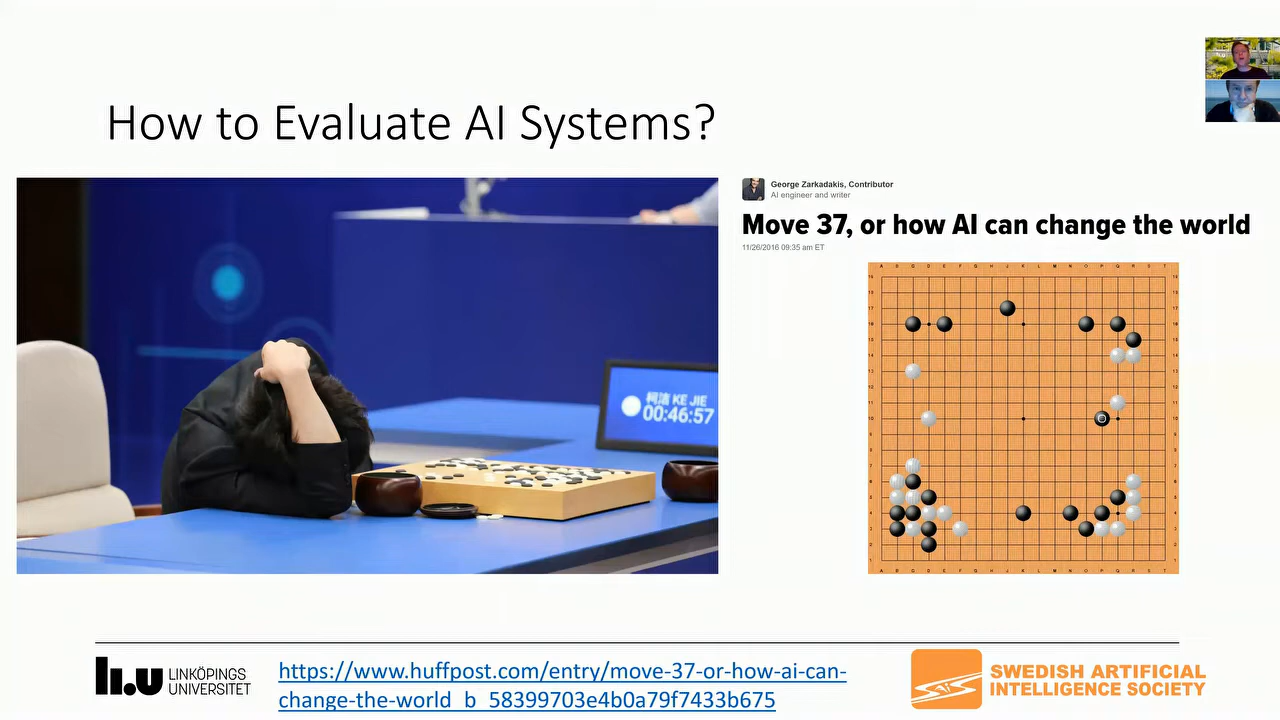 How to Evaluate AI Systems?
柯洁 KE JIE
00:46:57
George Zarkadakis, Contributor
AI engineer and writer
Move 37, or how AI can change the world
11/26/2016 09:35 am ET
li.u LINKÖPINGS
UNIVERSITET
https://www.huffpost.com/entry/move-37-or-how-ai-can-
change-the-world_b_58399703e4b0a79f7433b675
SAIS
SWEDISH ARTIFICIAL
INTELLIGENCE SOCIETY